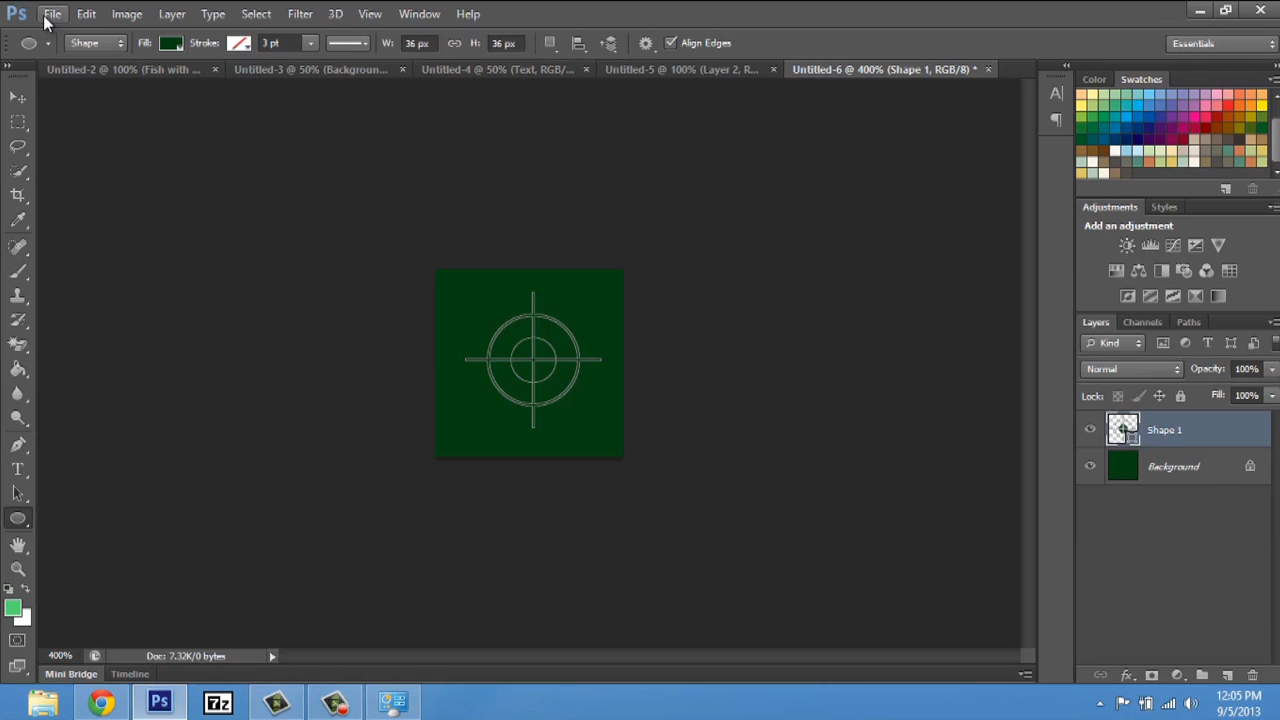 Ps File Edit Image Layer Type Select Filter 3D View Window Help
Shape Fill: Stroke: 3 pt W: 36 px H: 36 px Align Edges Essentials
Untitled-2 @ 100% (Fish with ... × Untitled-3 @ 50% (Backgroun... × Untitled-4 @ 50% (Text, RGB/... × Untitled-5 @ 100% (Layer 2, R... × Untitled-6 @ 400% (Shape 1, RGB/8) * ×
Color Swatches
Adjustments Styles
Add an adjustment
Layers Channels Paths
Kind
Normal Opacity: 100%
Lock: Fill: 100%
Shape 1
Background
400% Doc: 7.32K/0 bytes
Mini Bridge Timeline
Ps 7z
12:05 PM
9/5/2013